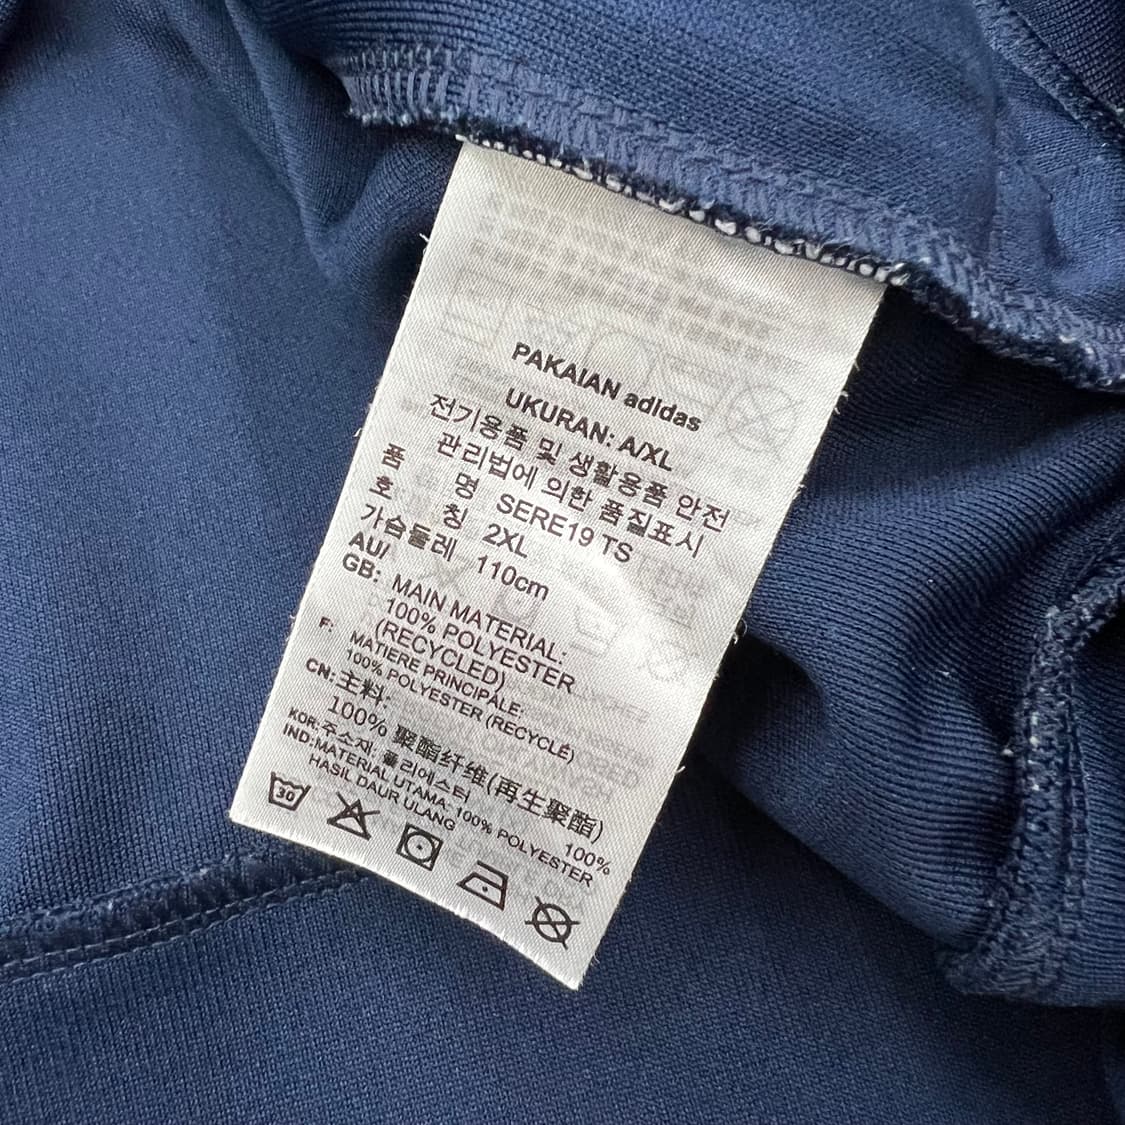 PAKAIAN adidas
UKURAN: A/XL
전기용품 및 생활용품 안전
관리법에 의한 품질표시
품 명 SERE19 TS
호 칭 2XL
가슴둘레 110cm
AU/
GB: MAIN MATERIAL:
100% POLYESTER
(RECYCLED)
F: MATIERE PRINCIPALE:
100% POLYESTER (RECYCLÉ)
CN: 主料:
100% 聚酯纤维(再生聚酯)
KOR: 주소재: 폴리에스터 100%
IND: MATERIAL UTAMA: 100% POLYESTER
HASIL DAUR ULANG
30